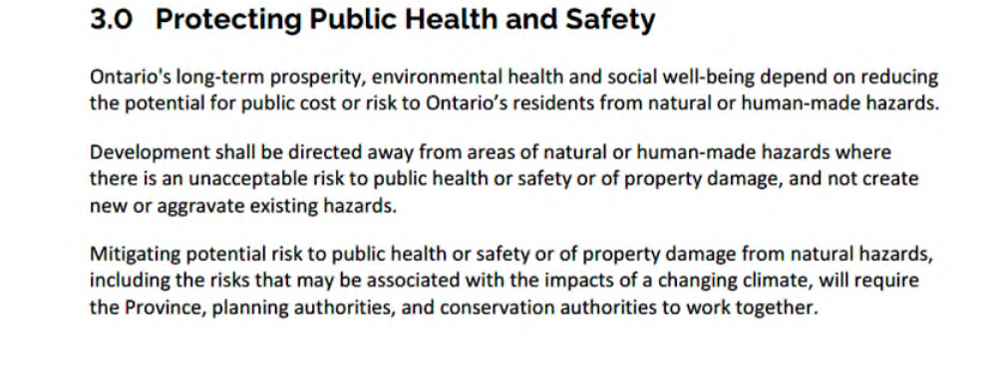 3.0 Protecting Public Health and Safety
Ontario's long-term prosperity, environmental health and social well-being depend on reducing
the potential for public cost or risk to Ontario’s residents from natural or human-made hazards.
Development shall be directed away from areas of natural or human-made hazards where
there is an unacceptable risk to public health or safety or of property damage, and not create
new or aggravate existing hazards.
Mitigating potential risk to public health or safety or of property damage from natural hazards,
including the risks that may be associated with the impacts of a changing climate, will require
the Province, planning authorities, and conservation authorities to work together.